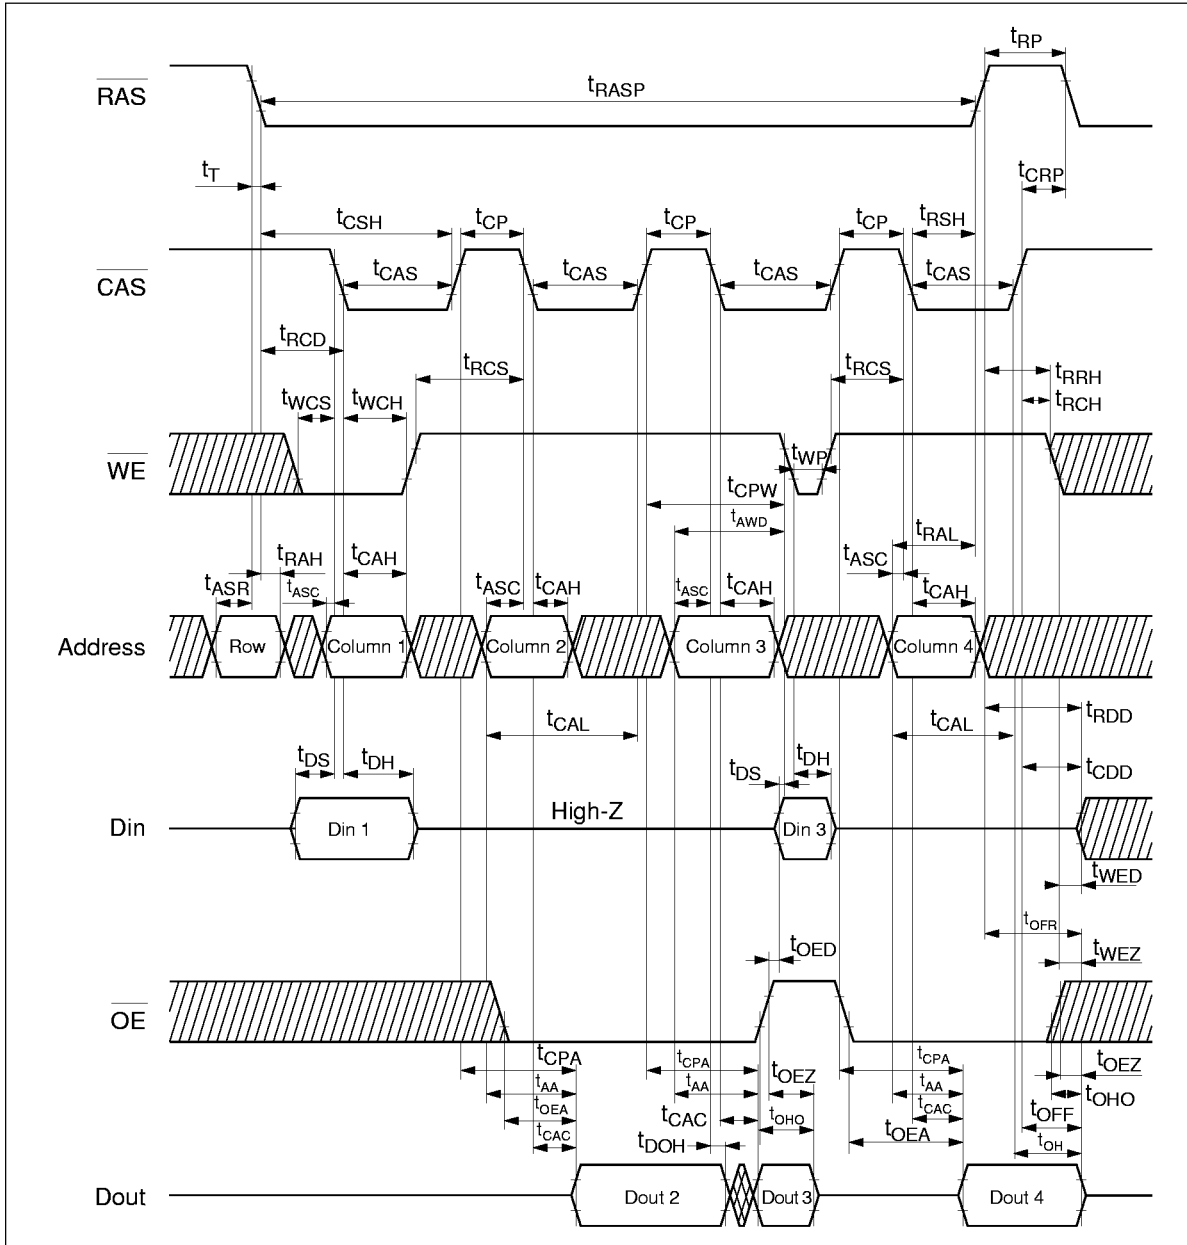 tRP
RAS
tRASP
tT
tCRP
tCSH tCP tCP tCP tRSH
CAS
tCAS tCAS tCAS tCAS
tRCD
tRCS tRCS tRRH
tWCS tWCH tRCH
WE
tWP
tCPW
tAWD
tRAL
tRAH tCAH tASC
tASR tASC tASC tCAH tASC tCAH tCAH
Address Row Column 1 Column 2 Column 3 Column 4
tRDD
tCAL tCAL
tDS tDH tDS tDH tCDD
High-Z
Din Din 1 Din 3
tWED
tOFR
tOED tWEZ
OE
tCPA tCPA tCPA tOEZ
tAA tAA tOEZ tAA tOHO
tOEA tCAC tOHO tCAC tOFF
tCAC tDOH tOEA tOH
Dout Dout 2 Dout 3 Dout 4